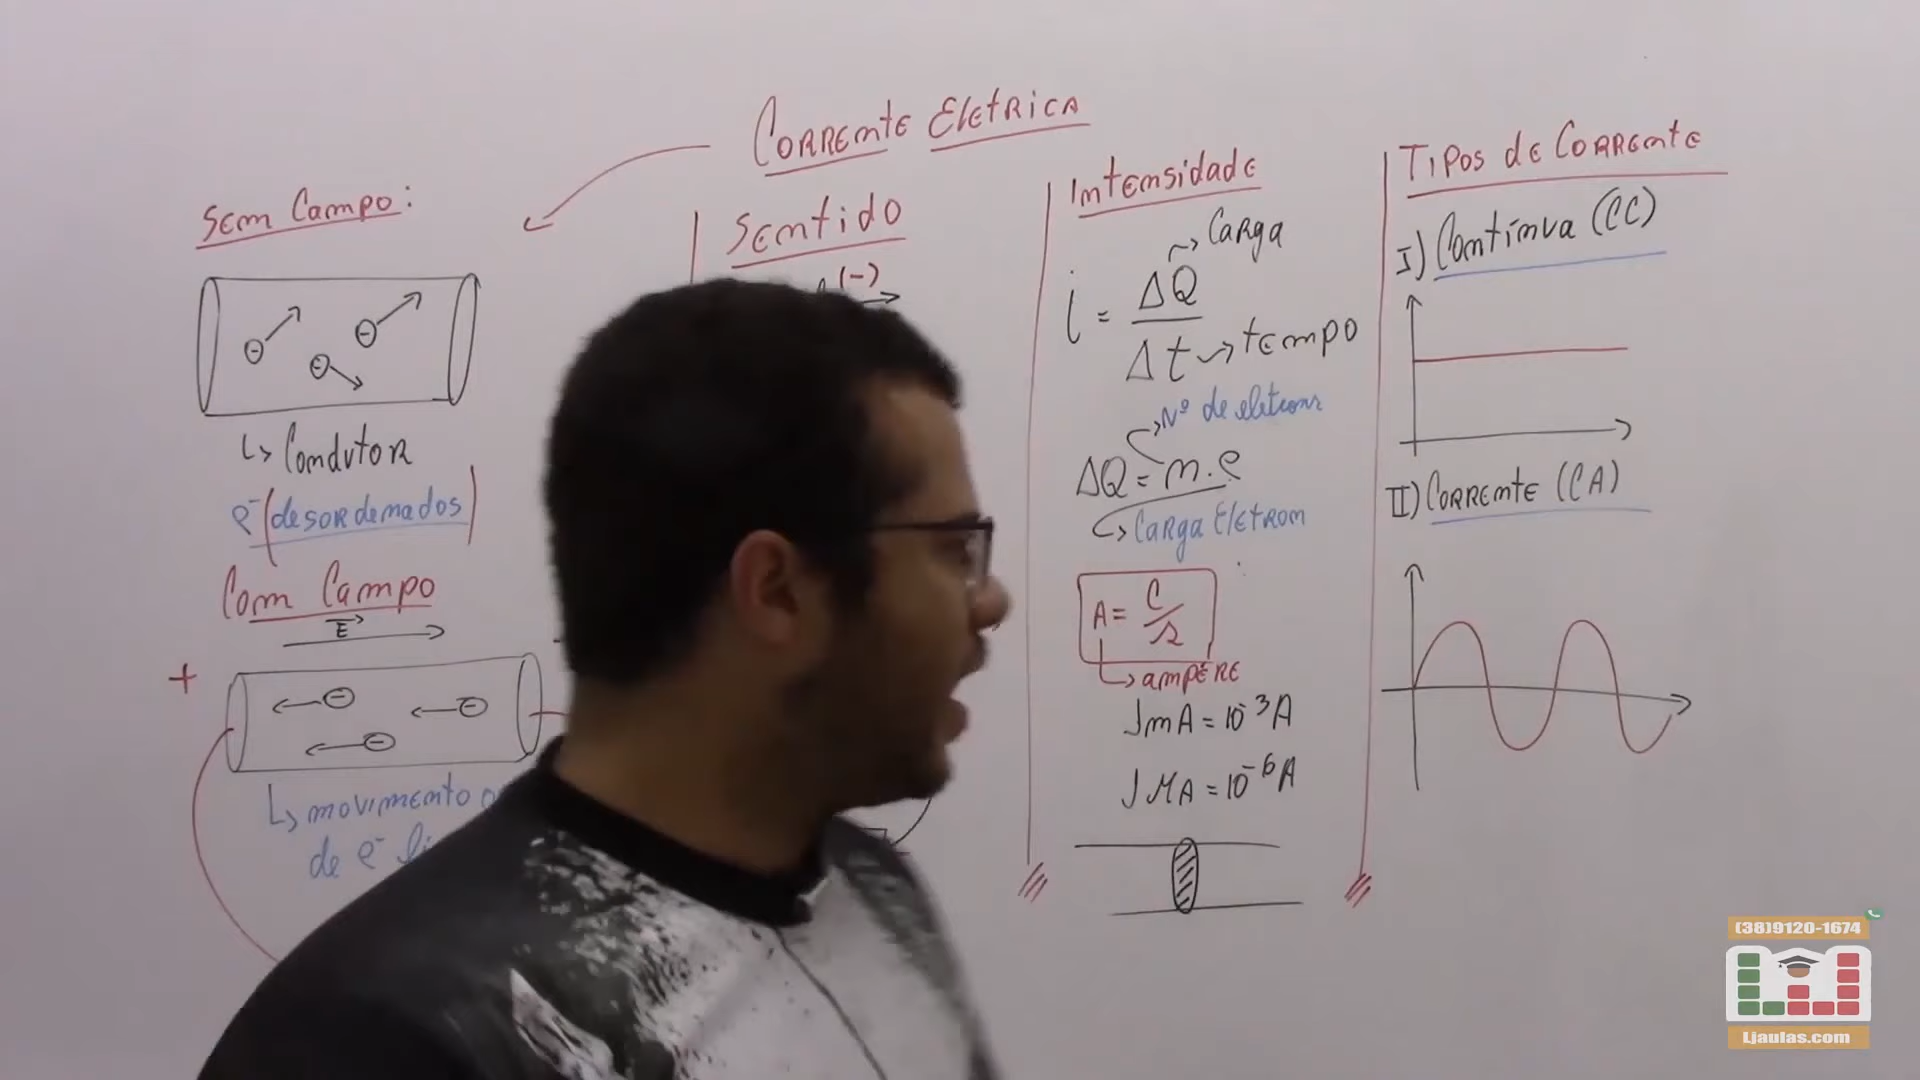 Corrente Eletrica
Sem Campo:
↳ Condutor
e⁻ (desordenados)
Com Campo
E
+
↳ movimento
de e⁻
Sentido
(-)
Intensidade
i = ΔQ / Δt
Carga
tempo
Nº de eletrons
ΔQ = n.e
Carga Eletron
A = C/s
ampère
1mA = 10⁻³A
1μA = 10⁻⁶A
Tipos de Corrente
I) Contínua (CC)
II) Corrente (CA)
(38)9120-1674
Ljaulas.com